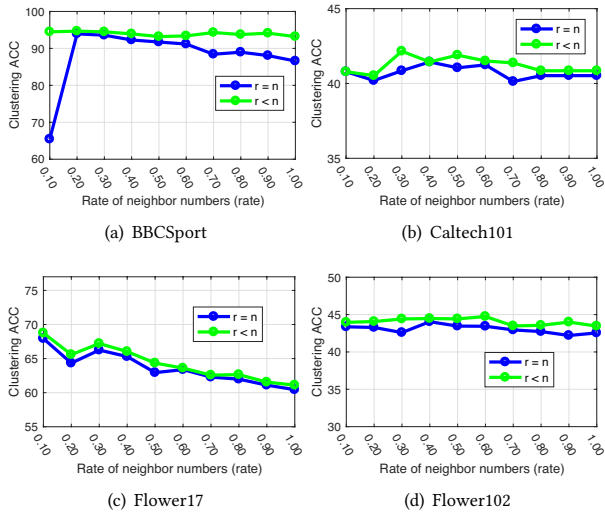 100
90
80
70
60
Clustering ACC
r = n
r < n
0.10 0.20 0.30 0.40 0.50 0.60 0.70 0.80 0.90 1.00
Rate of neighbor numbers (rate)
(a) BBCSport
45
40
35
Clustering ACC
r = n
r < n
0.10 0.20 0.30 0.40 0.50 0.60 0.70 0.80 0.90 1.00
Rate of neighbor numbers (rate)
(b) Caltech101
75
70
65
60
55
Clustering ACC
r = n
r < n
0.10 0.20 0.30 0.40 0.50 0.60 0.70 0.80 0.90 1.00
Rate of neighbor numbers (rate)
(c) Flower17
50
45
40
35
30
Clustering ACC
r = n
r < n
0.10 0.20 0.30 0.40 0.50 0.60 0.70 0.80 0.90 1.00
Rate of neighbor numbers (rate)
(d) Flower102